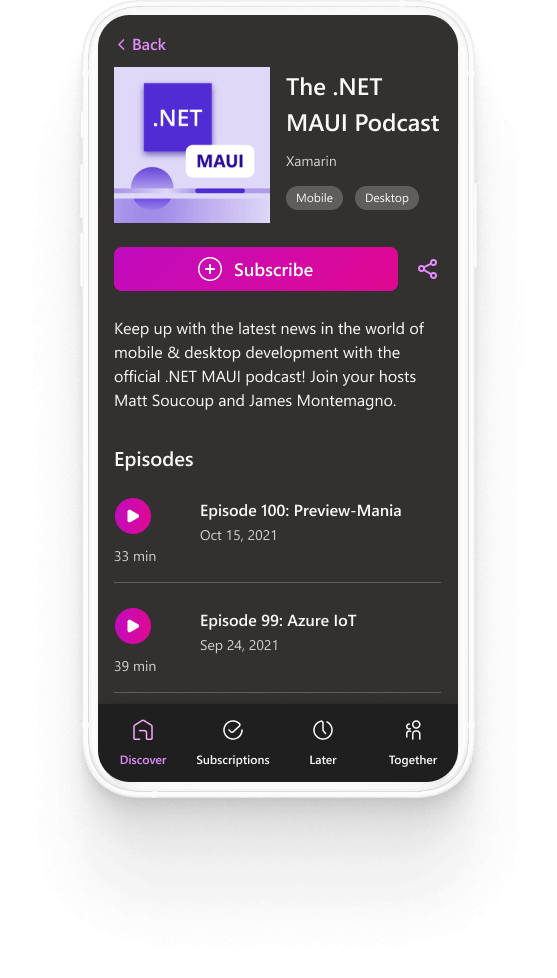 Back
.NET
MAUI
The .NET
MAUI Podcast
Xamarin
Mobile Desktop
Subscribe
Keep up with the latest news in the world of
mobile & desktop development with the
official .NET MAUI podcast! Join your hosts
Matt Soucoup and James Montemagno.
Episodes
Episode 100: Preview-Mania
Oct 15, 2021
33 min
Episode 99: Azure IoT
Sep 24, 2021
39 min
Discover Subscriptions Later Together